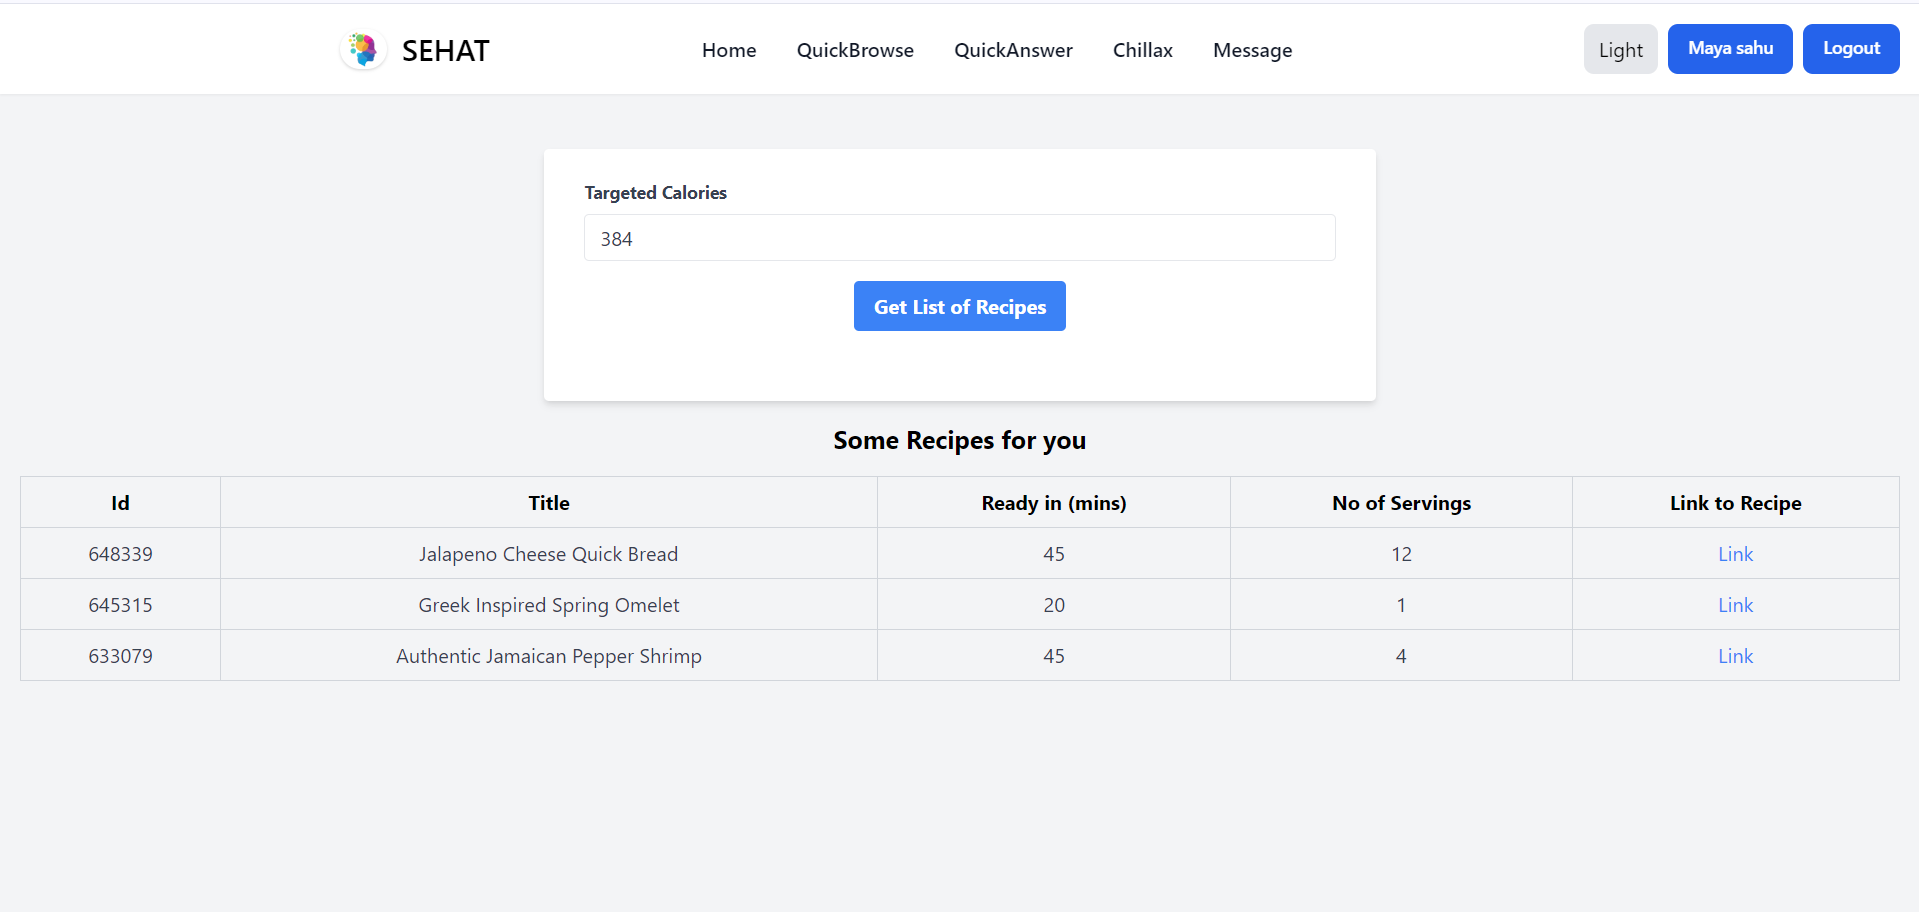 SEHAT Home QuickBrowse QuickAnswer Chillax Message Light Maya sahu Logout
Targeted Calories
384
Get List of Recipes
Some Recipes for you
Id Title Ready in (mins) No of Servings Link to Recipe
648339 Jalapeno Cheese Quick Bread 45 12 Link
645315 Greek Inspired Spring Omelet 20 1 Link
633079 Authentic Jamaican Pepper Shrimp 45 4 Link